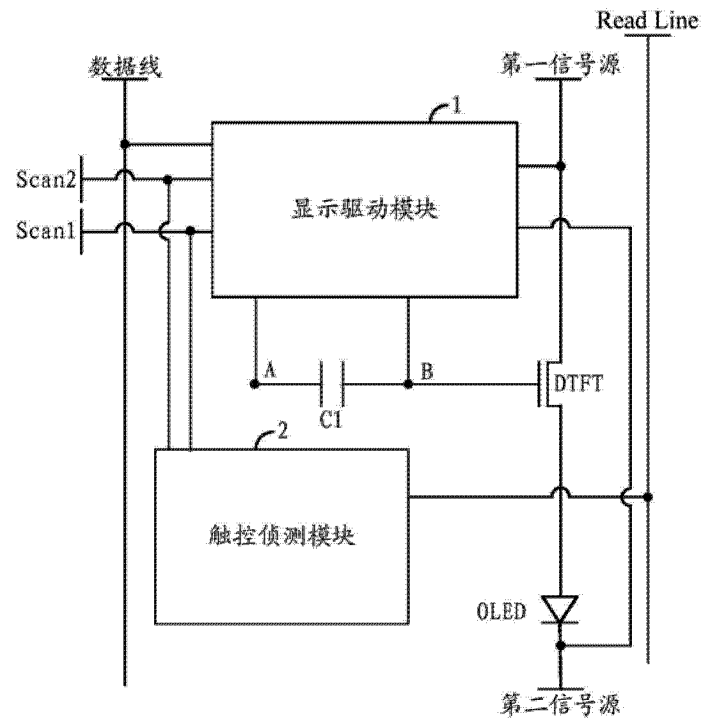 Read Line
数据线
第一信号源
1
Scan2
显示驱动模块
Scan1
A
B
DTFT
C1
2
触控侦测模块
OLED
第二信号源